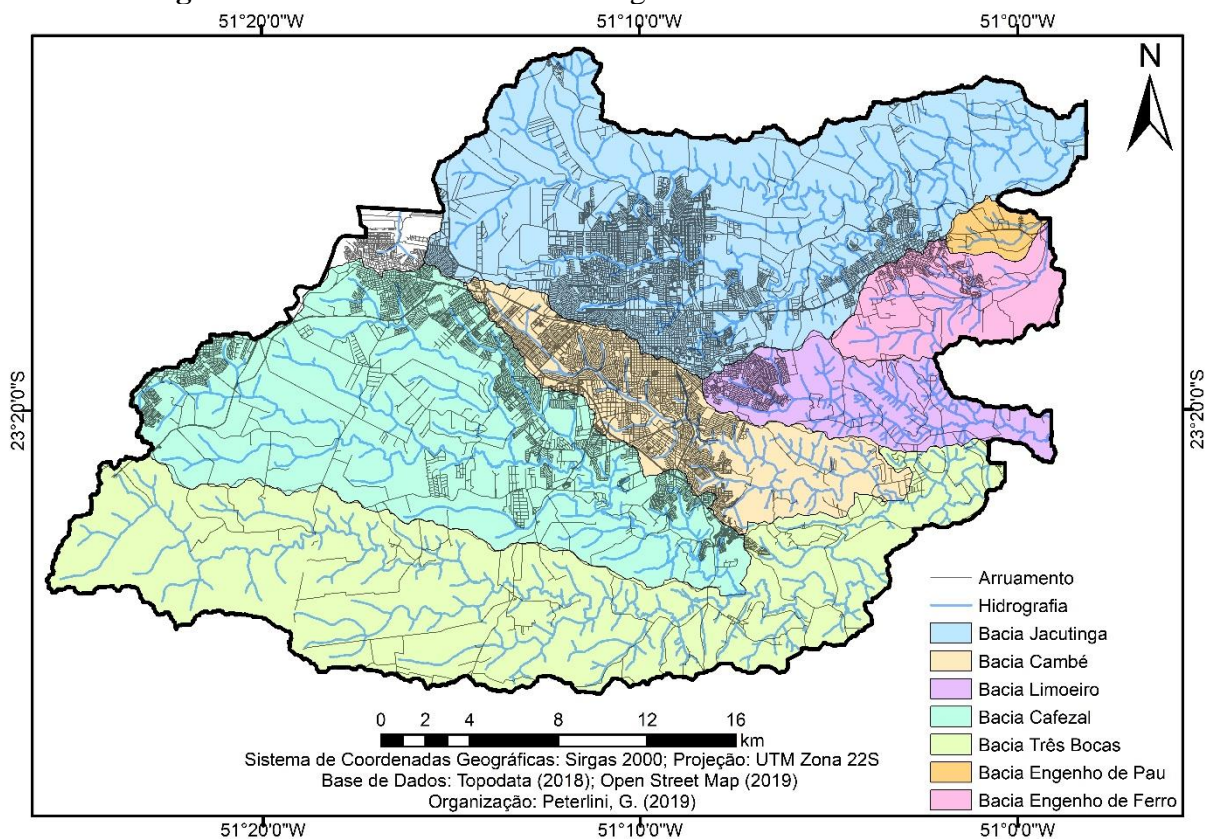 51°20'0"W 51°10'0"W 51°0'0"W
N
23°20'0"S 23°20'0"S
Arruamento
Hidrografia
Bacia Jacutinga
Bacia Cambé
Bacia Limoeiro
Bacia Cafezal
Bacia Três Bocas
Bacia Engenho de Pau
Bacia Engenho de Ferro
0 2 4 8 12 16
km
Sistema de Coordenadas Geográficas: Sirgas 2000; Projeção: UTM Zona 22S
Base de Dados: Topodata (2018); Open Street Map (2019)
Organização: Peterlini, G. (2019)
51°20'0"W 51°10'0"W 51°0'0"W